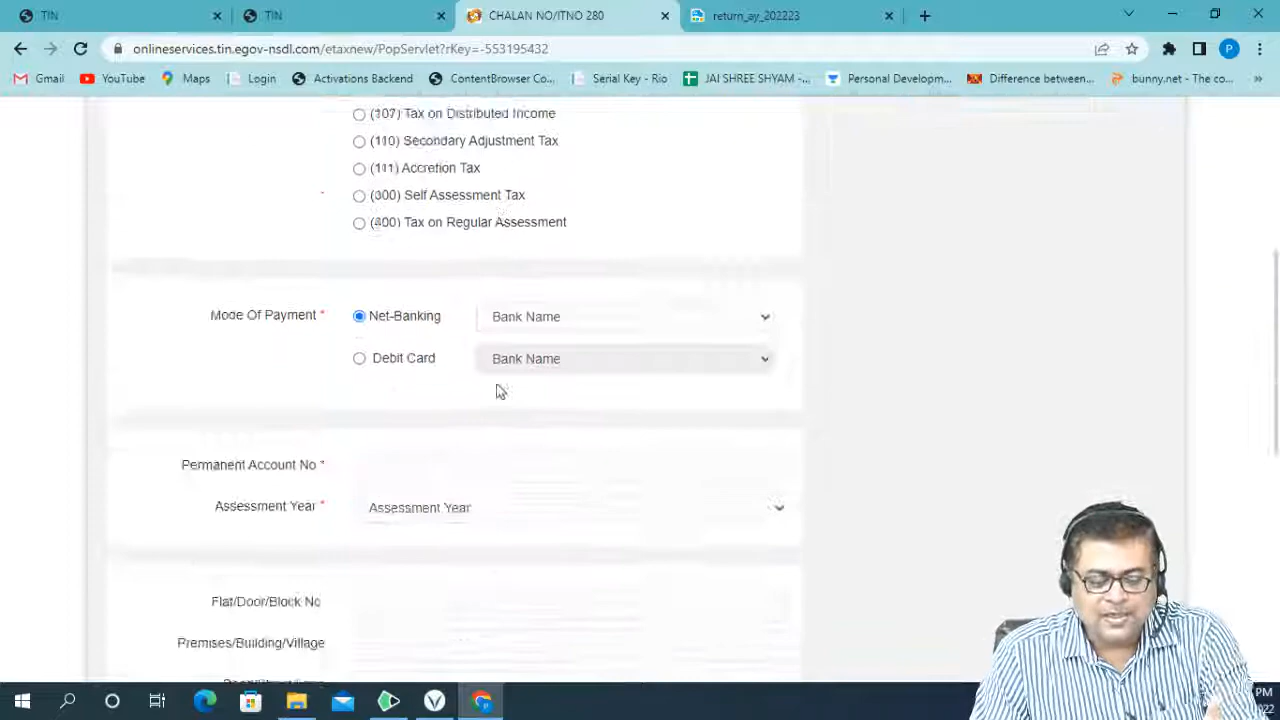 TIN
TIN
CHALAN NO/ITNO 280
return_ay_202223
onlineservices.tin.egov-nsdl.com/etaxnew/PopServlet?rKey=-553195432
P
Gmail
YouTube
Maps
Login
Activations Backend
ContentBrowser Co...
Serial Key - Rio
JAI SHREE SHYAM -...
Personal Developm...
Difference between...
bunny.net - The co...
(107) Tax on Distributed Income
(110) Secondary Adjustment Tax
(111) Accretion Tax
(300) Self Assessment Tax
(400) Tax on Regular Assessment
Mode Of Payment *
Net-Banking
Bank Name
Debit Card
Bank Name
Permanent Account No *
Assessment Year *
Assessment Year
Flat/Door/Block No
Premises/Building/Village
PM
2022